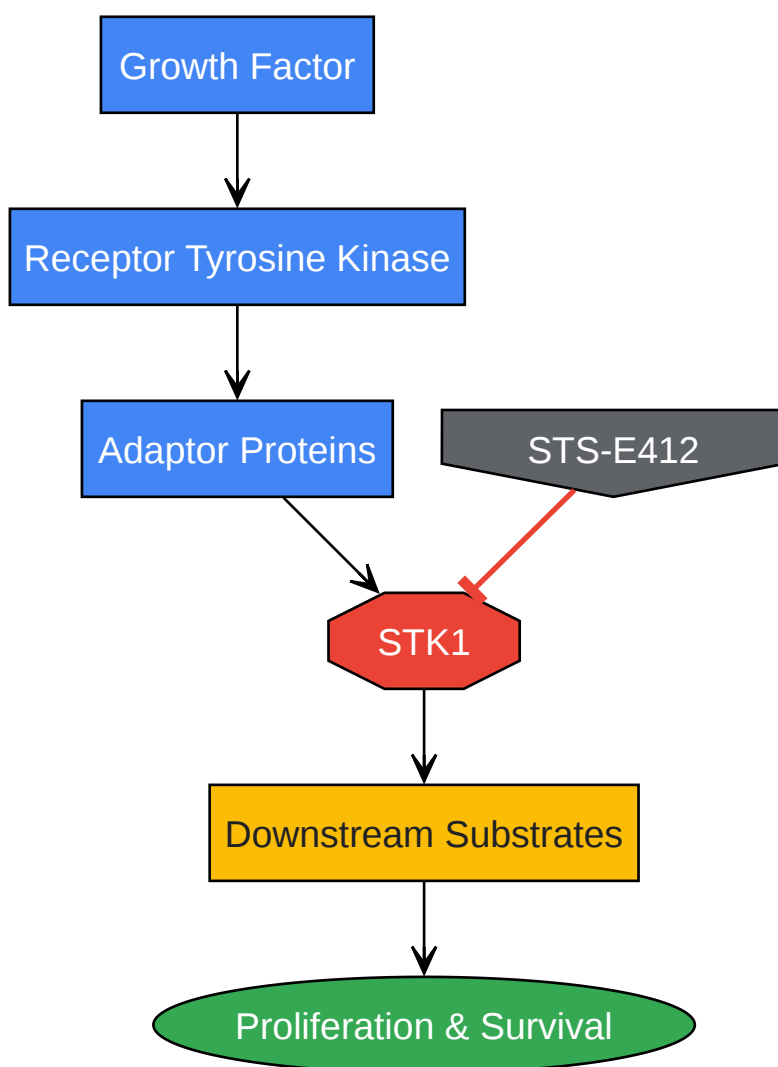 Growth Factor
Receptor Tyrosine Kinase
Adaptor Proteins
STS-E412
STK1
Downstream Substrates
Proliferation & Survival